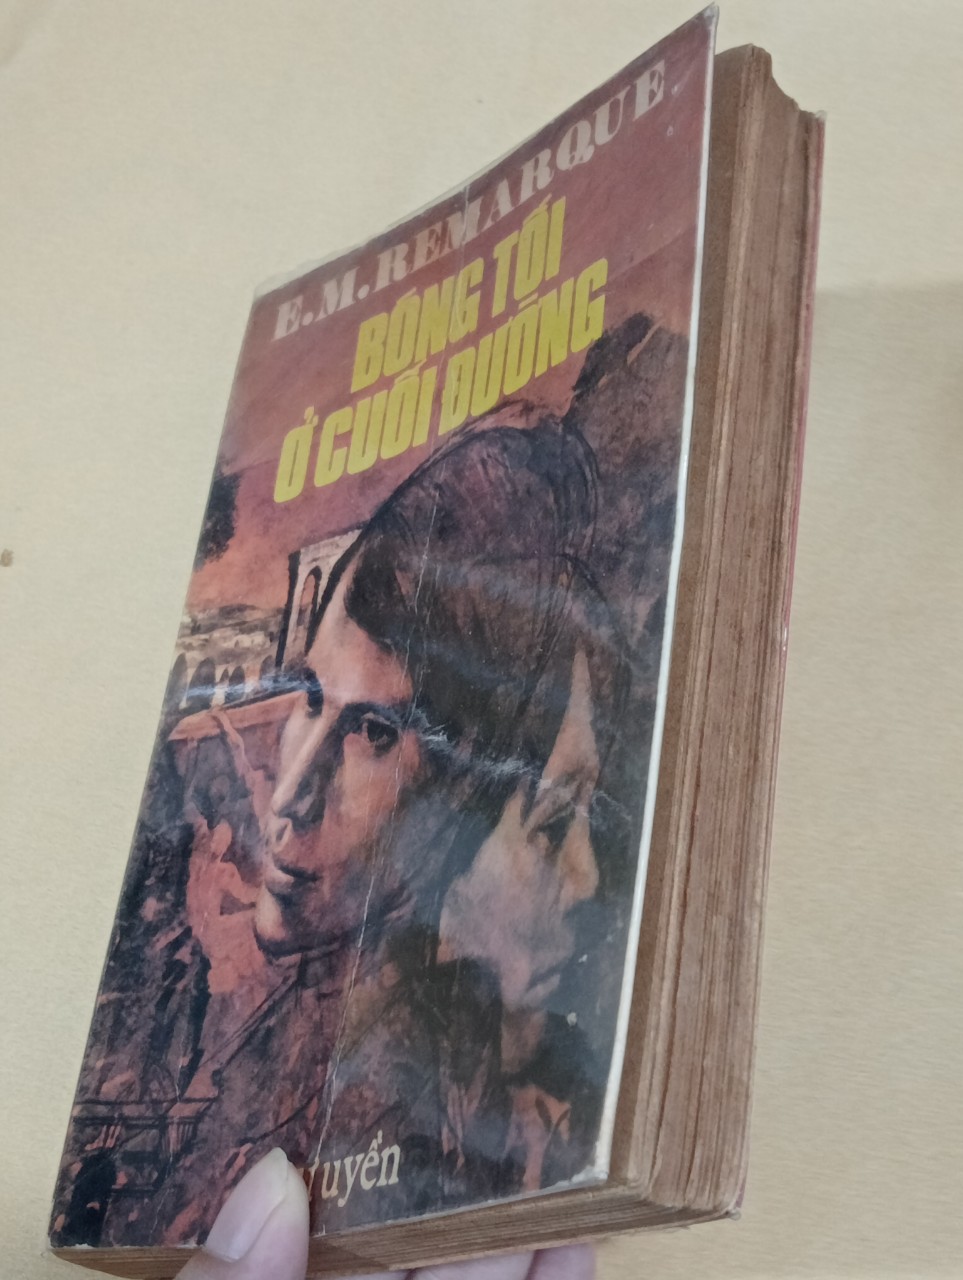 E.M.REMARQUE
BÓNG TỐI
Ở CUỐI ĐƯỜNG